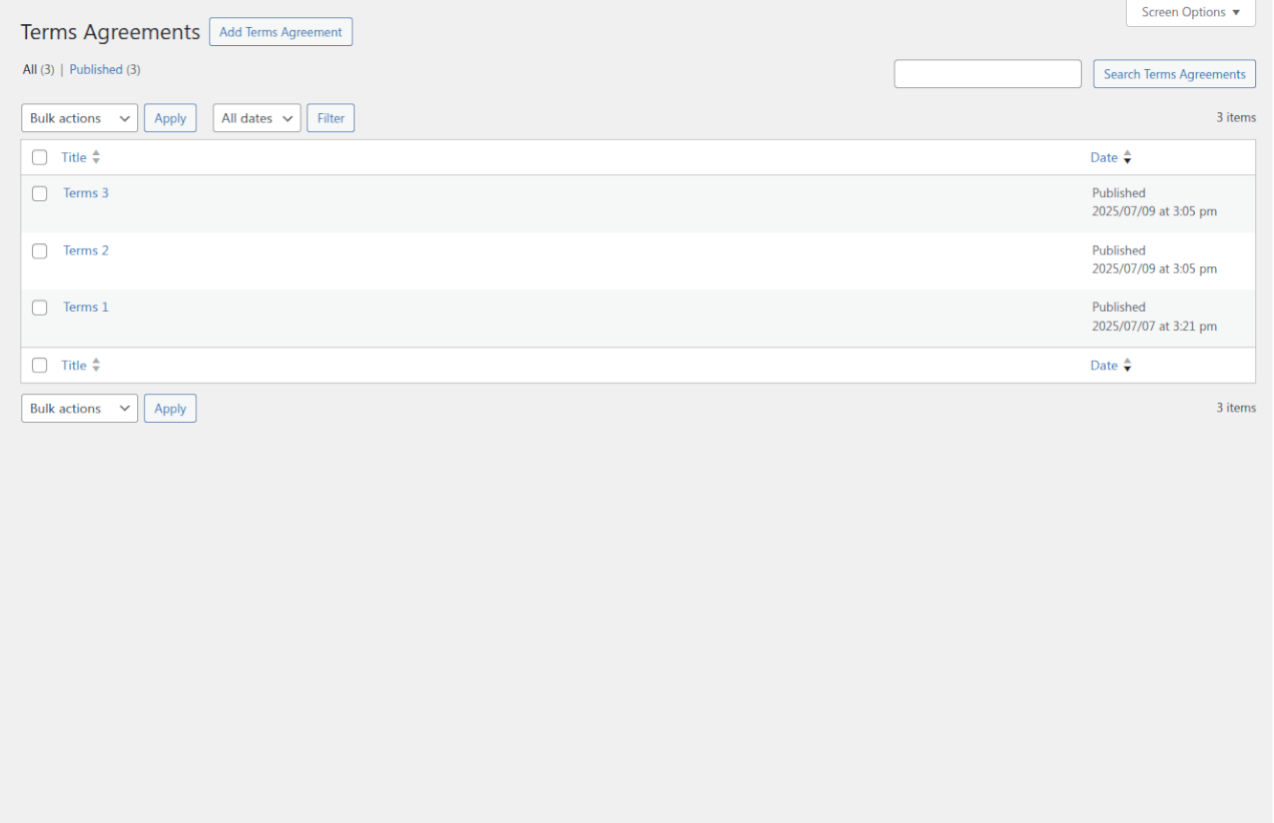 Screen Options ▼
Terms Agreements Add Terms Agreement
All (3) | Published (3)
Search Terms Agreements
Bulk actions Apply All dates Filter 3 items
Title Date
Terms 3 Published
2025/07/09 at 3:05 pm
Terms 2 Published
2025/07/09 at 3:05 pm
Terms 1 Published
2025/07/07 at 3:21 pm
Title Date
Bulk actions Apply 3 items